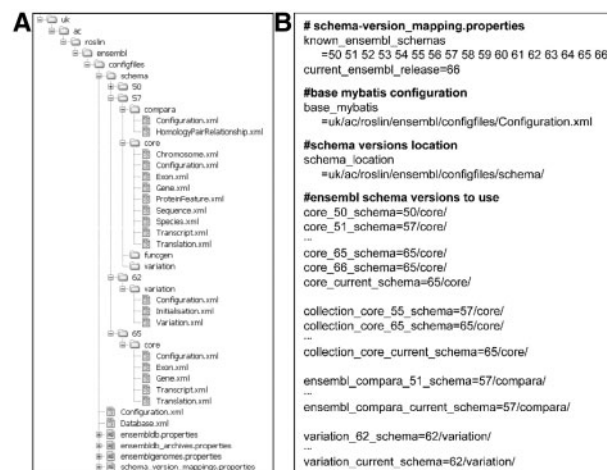 A
uk
ac
roslin
ensembl
configfiles
schema
50
57
compara
Configuration.xml
HomologyPairRelationship.xml
core
Chromosome.xml
Configuration.xml
Exon.xml
Gene.xml
ProteinFeature.xml
Sequence.xml
Species.xml
Transcript.xml
Translation.xml
funcgen
variation
62
variation
Configuration.xml
Initialisation.xml
Variation.xml
65
core
Configuration.xml
Exon.xml
Gene.xml
Transcript.xml
Translation.xml
Configuration.xml
Database.xml
ensembldb.properties
ensembldb_archives.properties
ensemblgenomes.properties
schema_version_mappings.properties
B
# schema-version_mapping.properties
known_ensembl_schemas
=50 51 52 53 54 55 56 57 58 59 60 61 62 63 64 65 66
current_ensembl_release=66
#base mybatis configuration
base_mybatis
=uk/ac/roslin/ensembl/configfiles/Configuration.xml
#schema versions location
schema_location
=uk/ac/roslin/ensembl/configfiles/schema/
#ensembl schema versions to use
core_50_schema=50/core/
core_51_schema=57/core/
...
core_65_schema=65/core/
core_66_schema=65/core/
core_current_schema=65/core/
collection_core_55_schema=57/core/
collection_core_65_schema=65/core/
...
collection_core_current_schema=65/core/
ensembl_compara_51_schema=57/compara/
...
ensembl_compara_current_schema=57/compara/
variation_62_schema=62/variation/
...
variation_current_schema=62/variation/